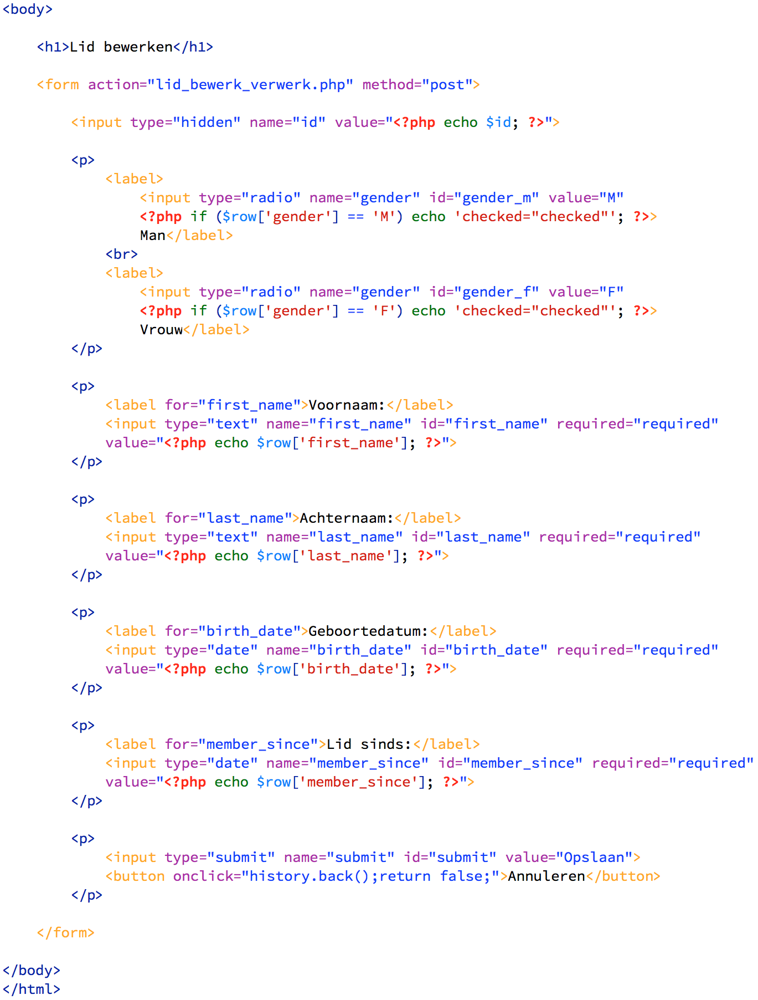 <body>
<h1>Lid bewerken</h1>
<form action="lid_bewerk_verwerk.php" method="post">
<input type="hidden" name="id" value="<?php echo $id; ?>">
<p>
<label>
<input type="radio" name="gender" id="gender_m" value="M"
<?php if ($row['gender'] == 'M') echo 'checked="checked"'; ?>>
Man</label>
<br>
<label>
<input type="radio" name="gender" id="gender_f" value="F"
<?php if ($row['gender'] == 'F') echo 'checked="checked"'; ?>>
Vrouw</label>
</p>
<p>
<label for="first_name">Voornaam:</label>
<input type="text" name="first_name" id="first_name" required="required"
value="<?php echo $row['first_name']; ?>">
</p>
<p>
<label for="last_name">Achternaam:</label>
<input type="text" name="last_name" id="last_name" required="required"
value="<?php echo $row['last_name']; ?>">
</p>
<p>
<label for="birth_date">Geboortedatum:</label>
<input type="date" name="birth_date" id="birth_date" required="required"
value="<?php echo $row['birth_date']; ?>">
</p>
<p>
<label for="member_since">Lid sinds:</label>
<input type="date" name="member_since" id="member_since" required="required"
value="<?php echo $row['member_since']; ?>">
</p>
<p>
<input type="submit" name="submit" id="submit" value="Opslaan">
<button onclick="history.back();return false;">Annuleren</button>
</p>
</form>
</body>
</html>